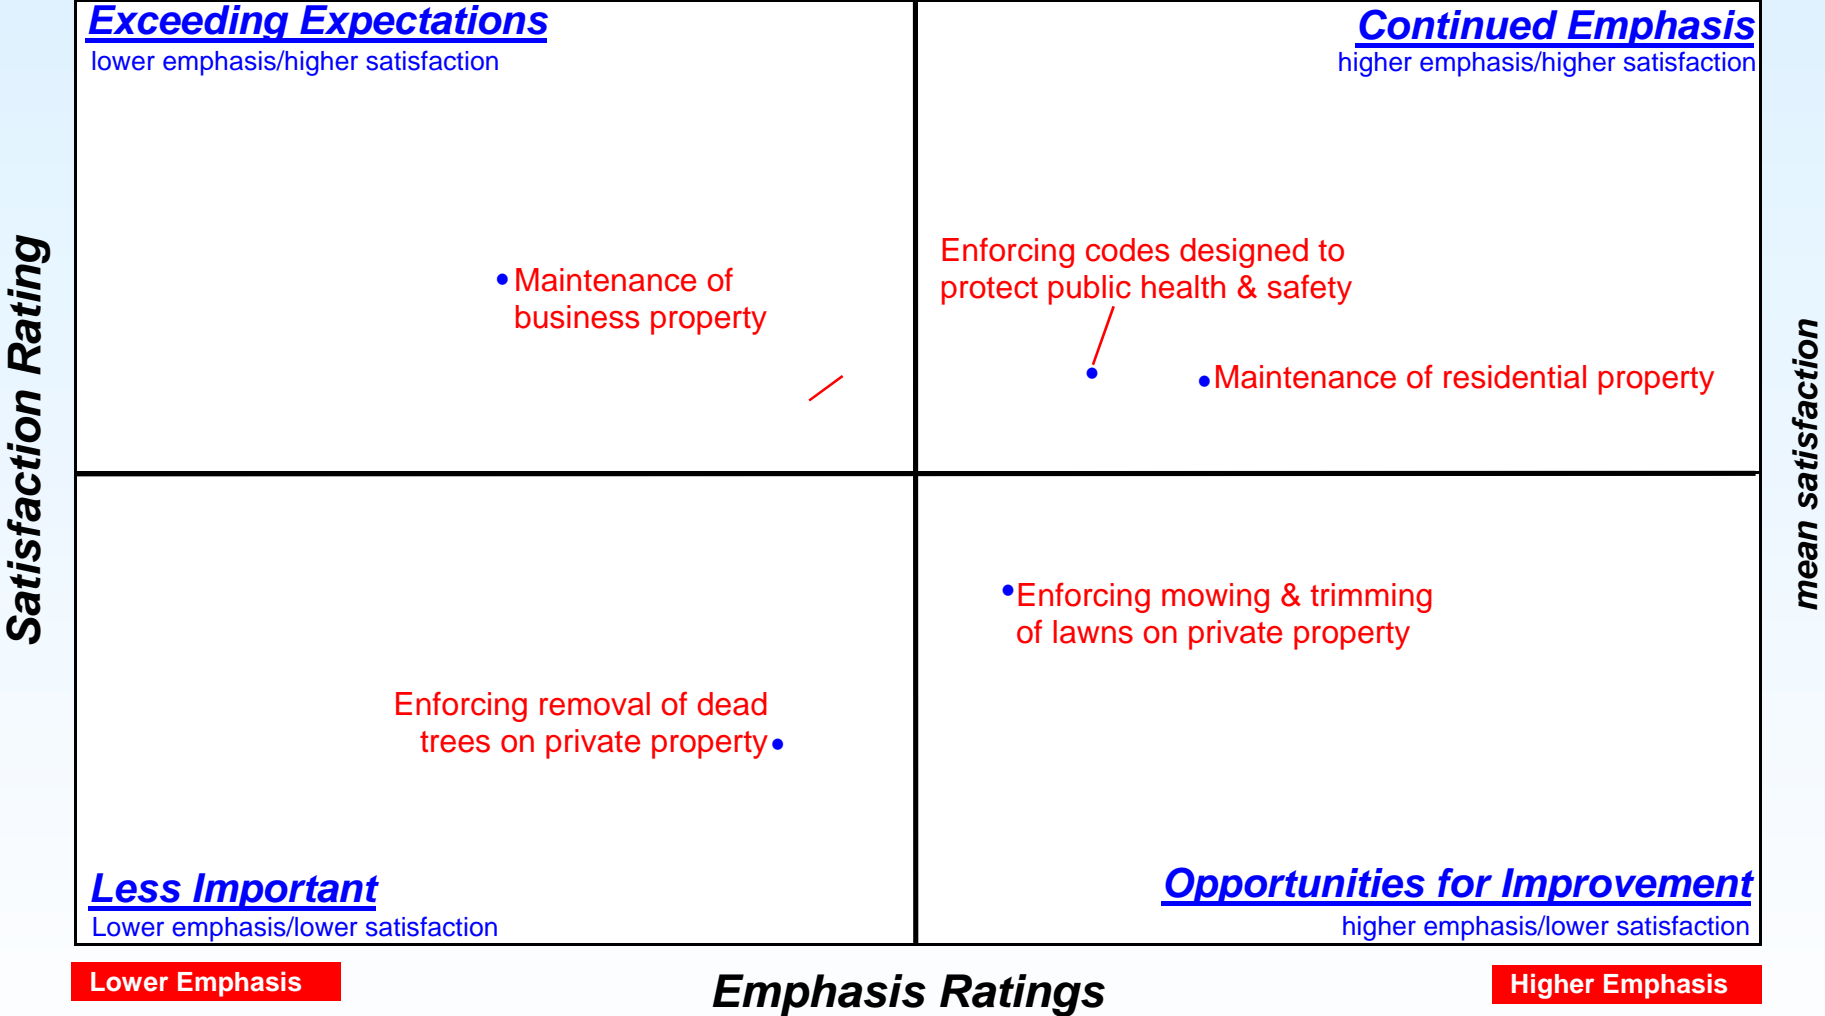 Exceeding Expectations
lower emphasis/higher satisfaction
Continued Emphasis
higher emphasis/higher satisfaction
Satisfaction Rating
mean satisfaction
Maintenance of
business property
Enforcing codes designed to
protect public health & safety
Maintenance of residential property
Enforcing mowing & trimming
of lawns on private property
Enforcing removal of dead
trees on private property
Less Important
Lower emphasis/lower satisfaction
Opportunities for Improvement
higher emphasis/lower satisfaction
Lower Emphasis
Emphasis Ratings
Higher Emphasis